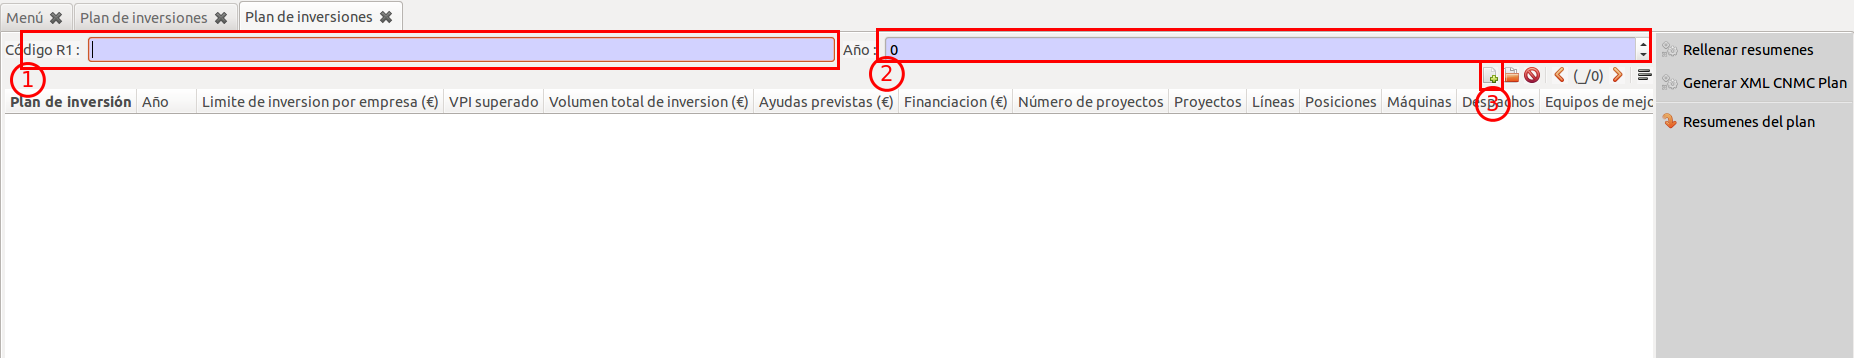 Menú Plan de inversiones Plan de inversiones
Código R1 : Año : 0 Rellenar resumenes
1 2 (_/0)
Generar XML CNMC Plan
Plan de inversión Año Limite de inversion por empresa (€) VPI superado Volumen total de inversion (€) Ayudas previstas (€) Financiacion (€) Número de proyectos Proyectos Líneas Posiciones Máquinas Despachos Equipos de mejo
3
Resumenes del plan